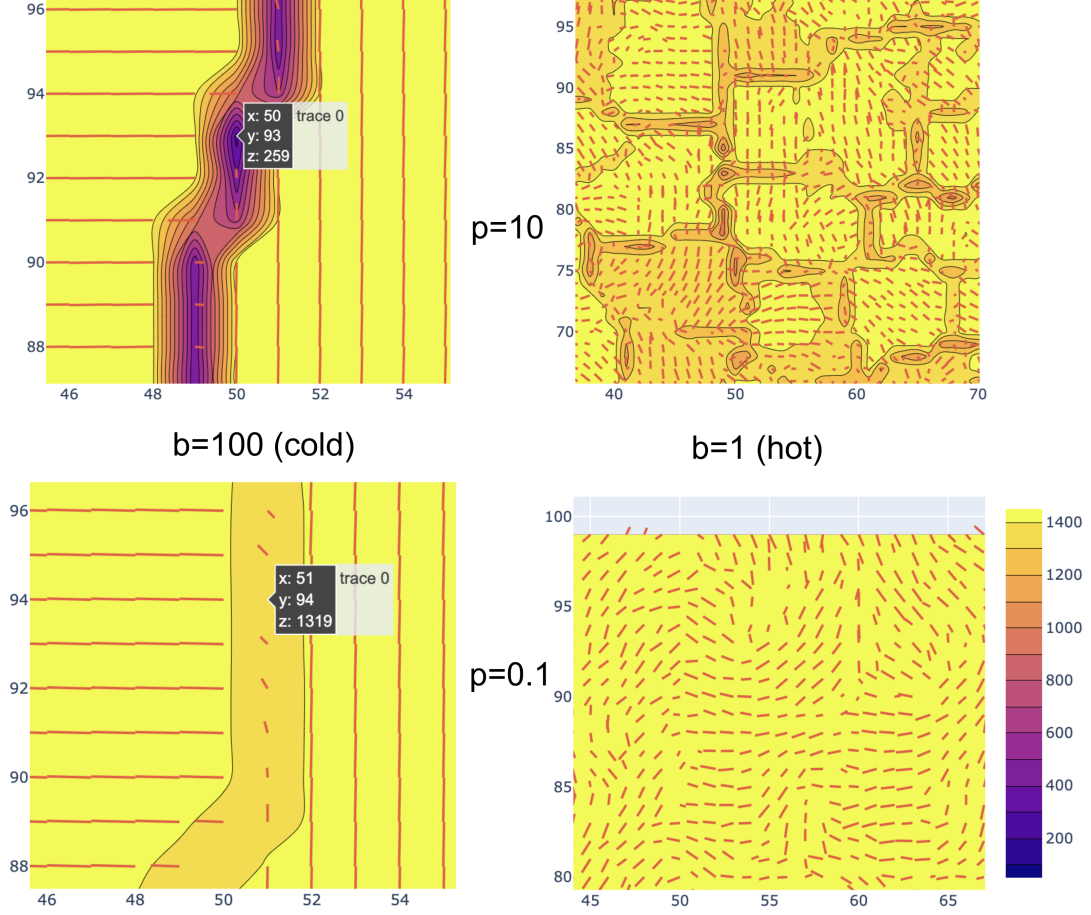 96
94
92
90
88
46 48 50 52 54
x: 50 trace 0
y: 93
z: 259
p=10
95
90
85
80
75
70
40 50 60 70
b=100 (cold)
b=1 (hot)
96
94
92
90
88
46 48 50 52 54
x: 51 trace 0
y: 94
z: 1319
p=0.1
100
95
90
85
80
45 50 55 60 65
1400
1200
1000
800
600
400
200